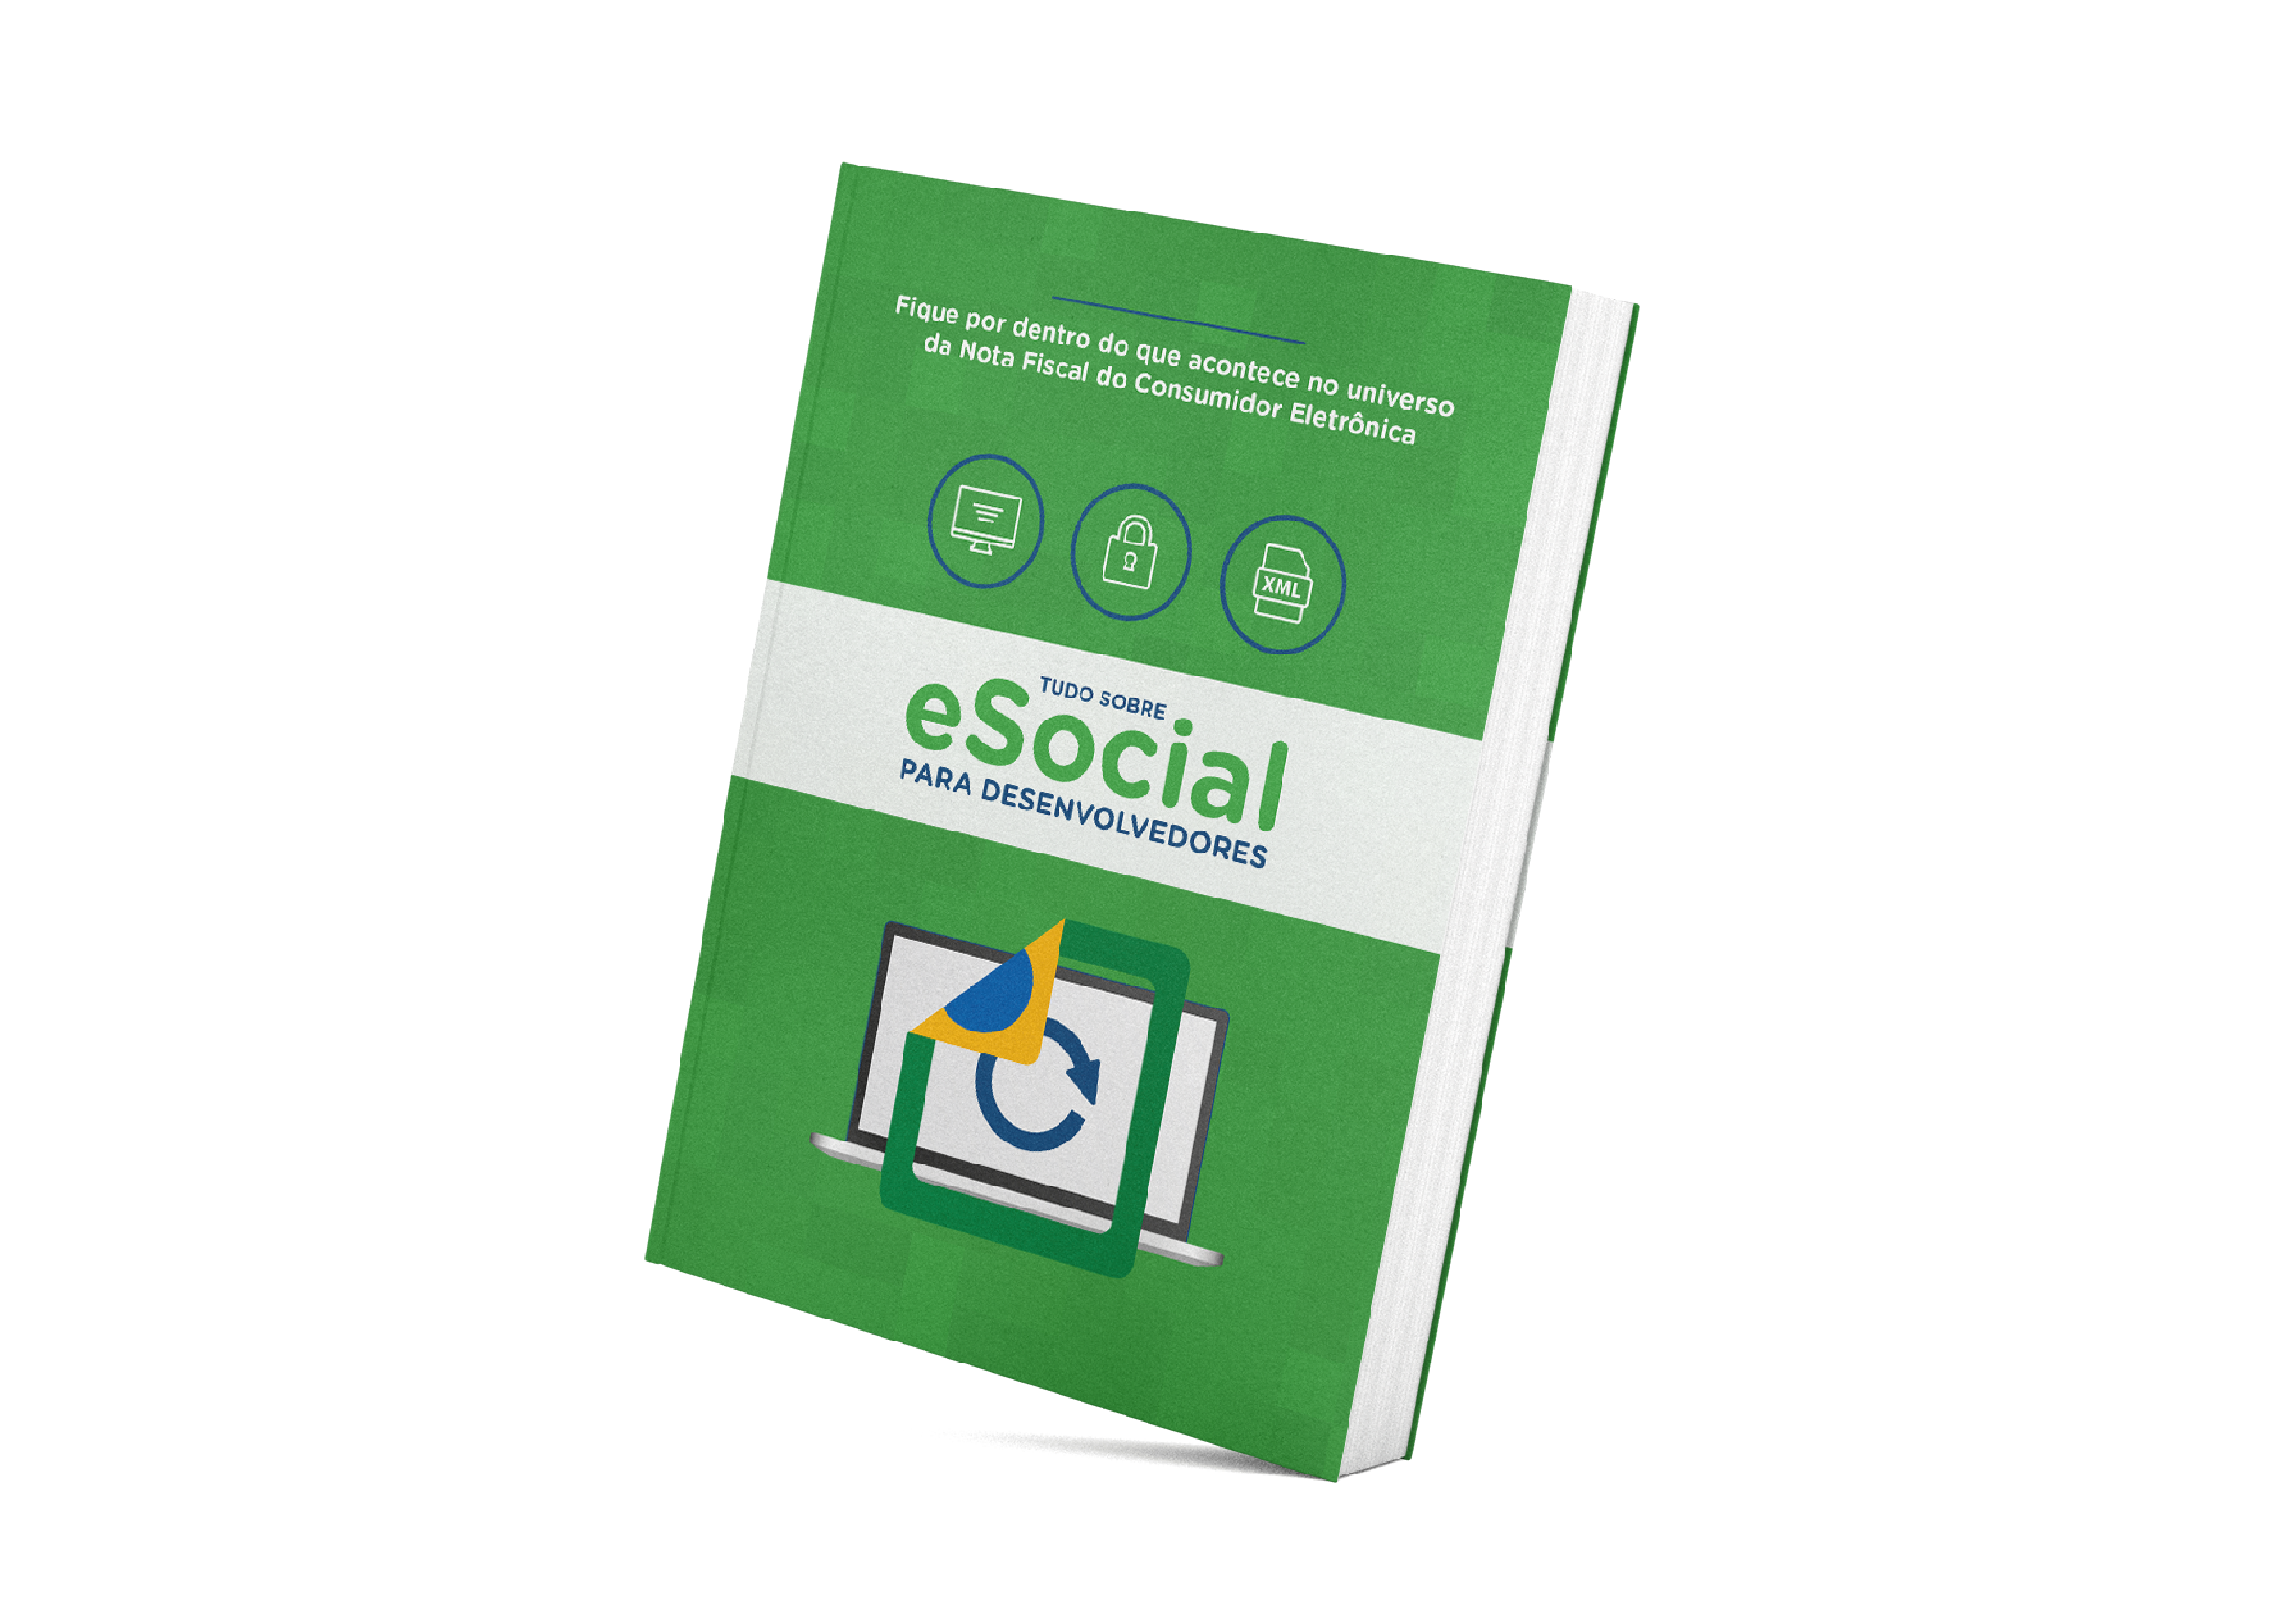 Fique por dentro do que acontece no universo
da Nota Fiscal do Consumidor Eletrônica
XML
TUDO SOBRE
eSocial
PARA DESENVOLVEDORES